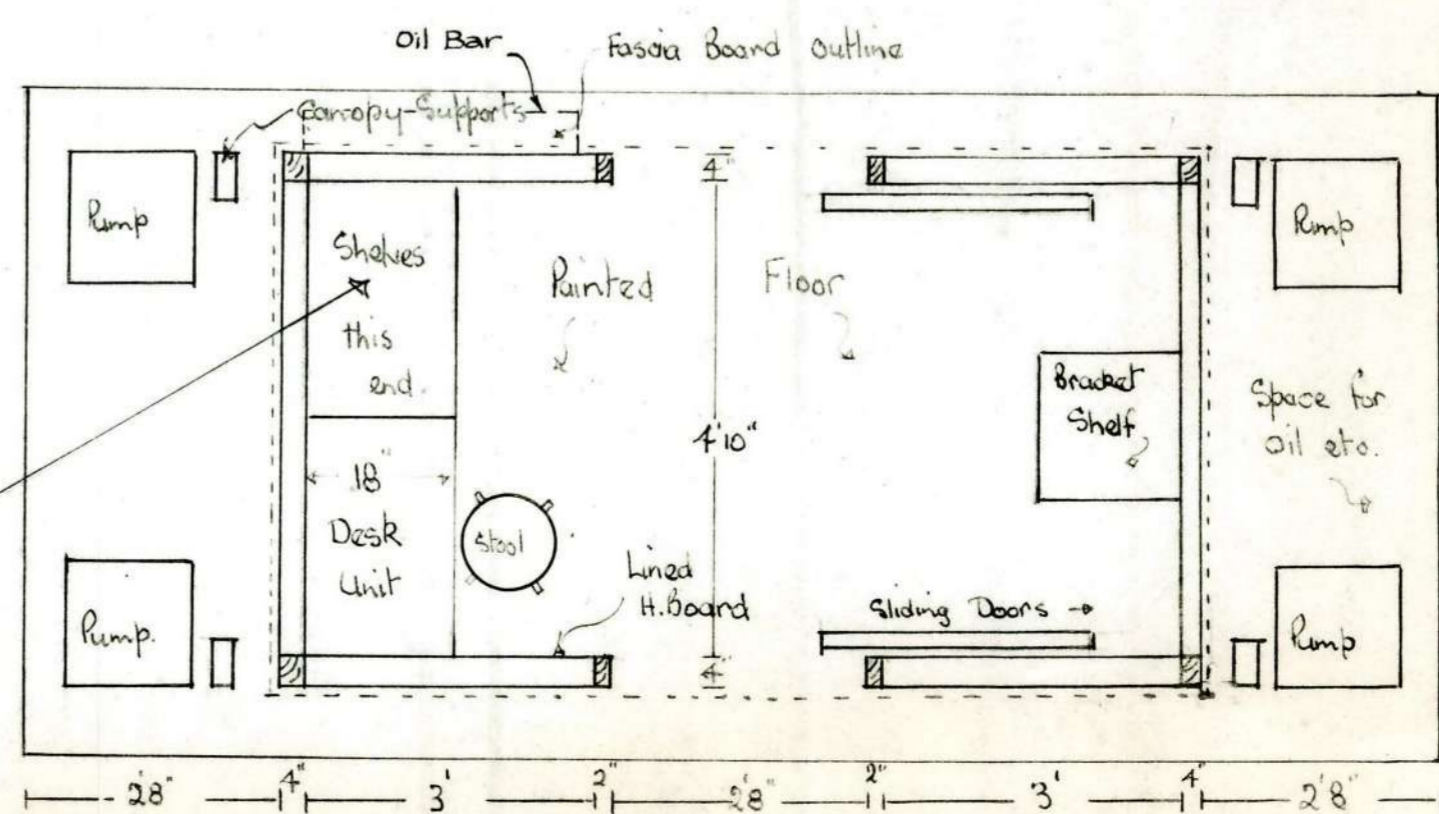 Oil Bar
Fascia Board outline
Canopy-Supports
Pump
Shelves
this
end.
Painted
Floor
4"
Pump
Bracket
Shelf
Space for
Oil etc.
4'10"
18"
Desk
Unit
Stool
Lined
H.Board
Sliding Doors
Pump.
4"
Pump
2'8" 4" 3' 2" 2'8" 2" 3' 4" 2'8"